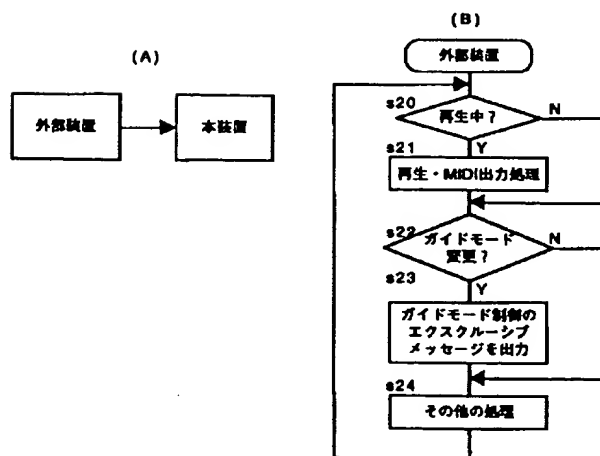 (A)
外部装置
本装置
(B)
外部装置
s20
再生中？
N
Y
s21
再生・MIDI出力処理
s22
ガイドモード
変更？
N
Y
s23
ガイドモード制御の
エクスクルーシブ
メッセージを出力
s24
その他の処理